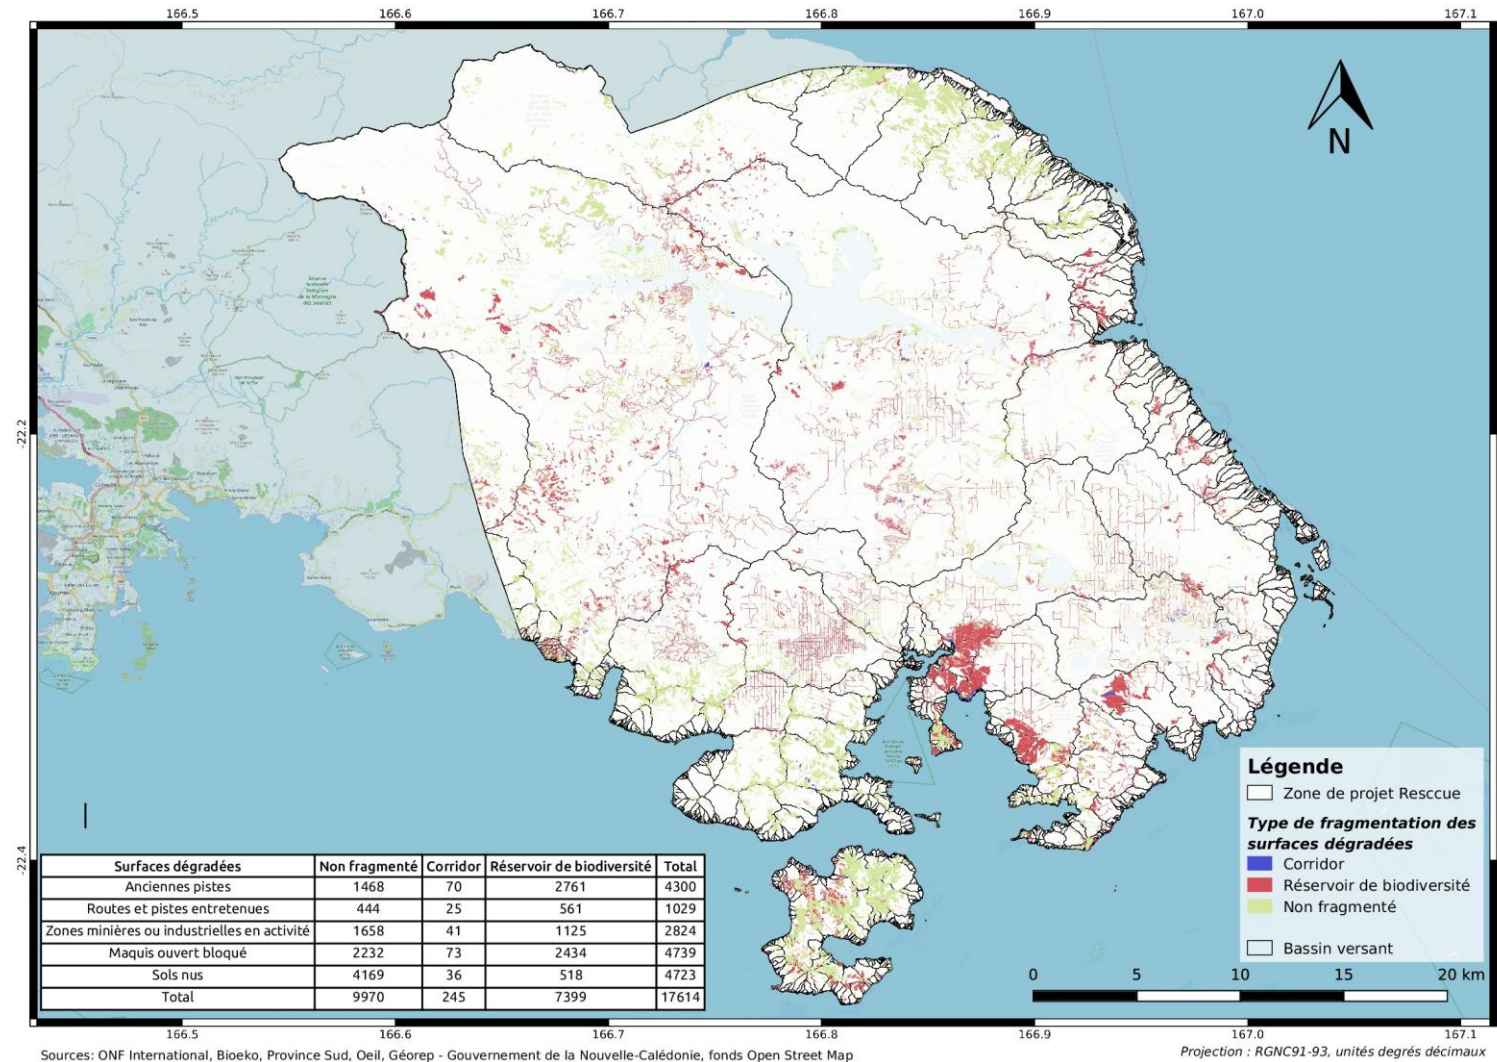 166.5 166.6 166.7 166.8 166.9 167.0 167.1
N
-22.2
-22.4
Légende
Zone de projet Resccue
Type de fragmentation des
surfaces dégradées
Corridor
Réservoir de biodiversité
Non fragmenté
Bassin versant
0 5 10 15 20 km
Surfaces dégradées Non fragmenté Corridor Réservoir de biodiversité Total
Anciennes pistes 1468 70 2761 4300
Routes et pistes entretenues 444 25 561 1029
Zones minières ou industrielles en activité 1658 41 1125 2824
Maquis ouvert bloqué 2232 73 2434 4739
Sols nus 4169 36 518 4723
Total 9970 245 7399 17614
166.5 166.6 166.7 166.8 166.9 167.0 167.1
Sources: ONF International, Bioeko, Province Sud, Oeil, Géorep - Gouvernement de la Nouvelle-Calédonie, fonds Open Street Map
Projection : RGNC91-93, unités degrés décimaux